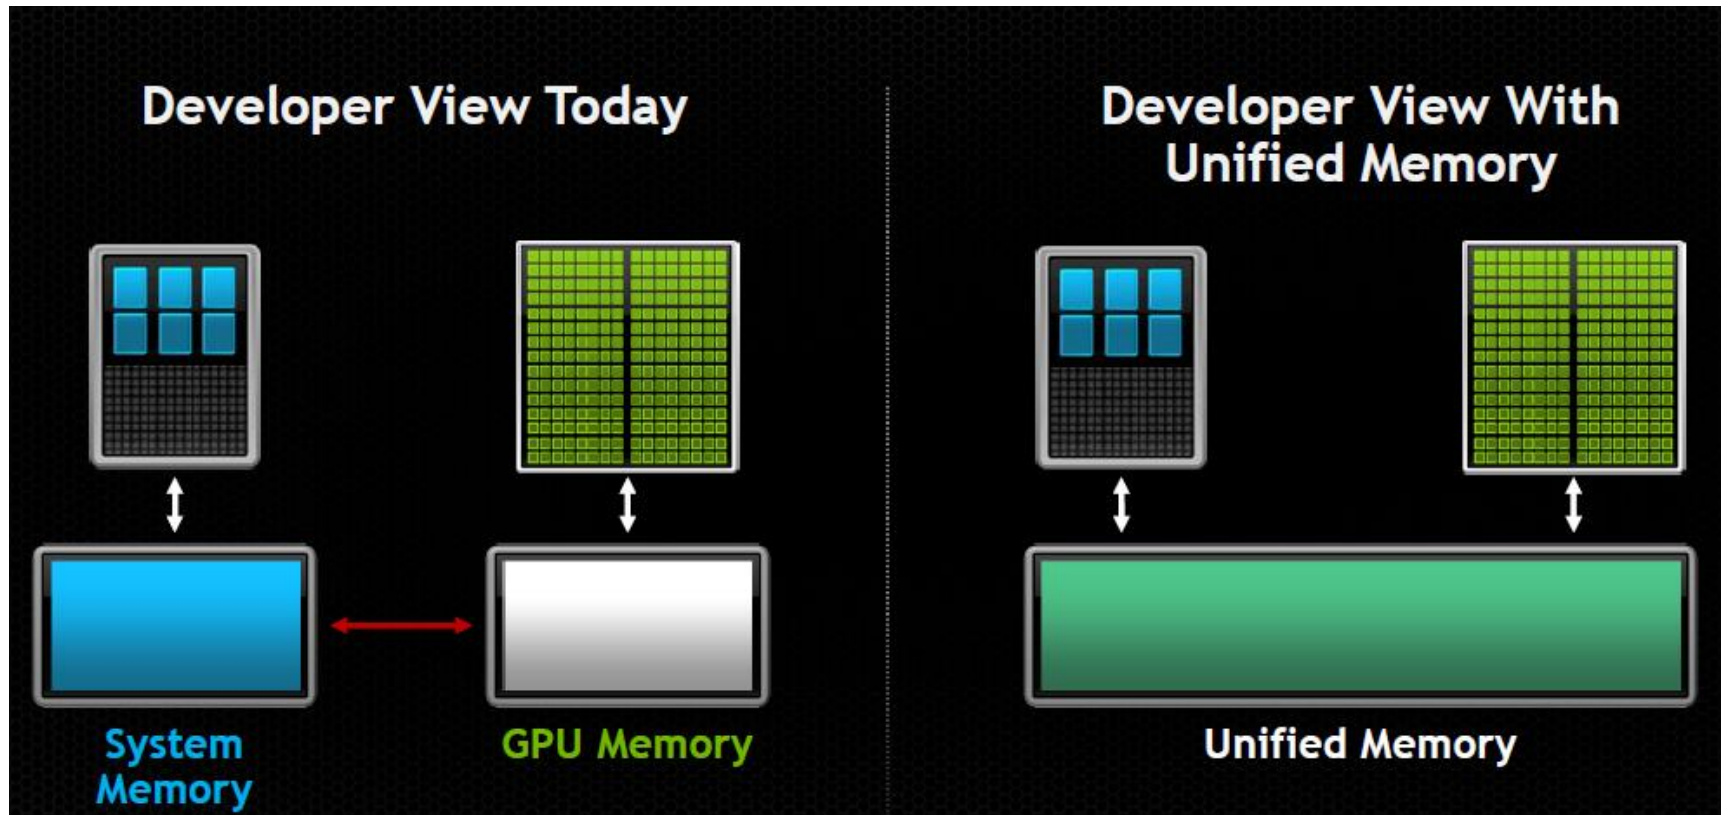 Developer View Today
System
Memory
GPU Memory
Developer View With
Unified Memory
Unified Memory